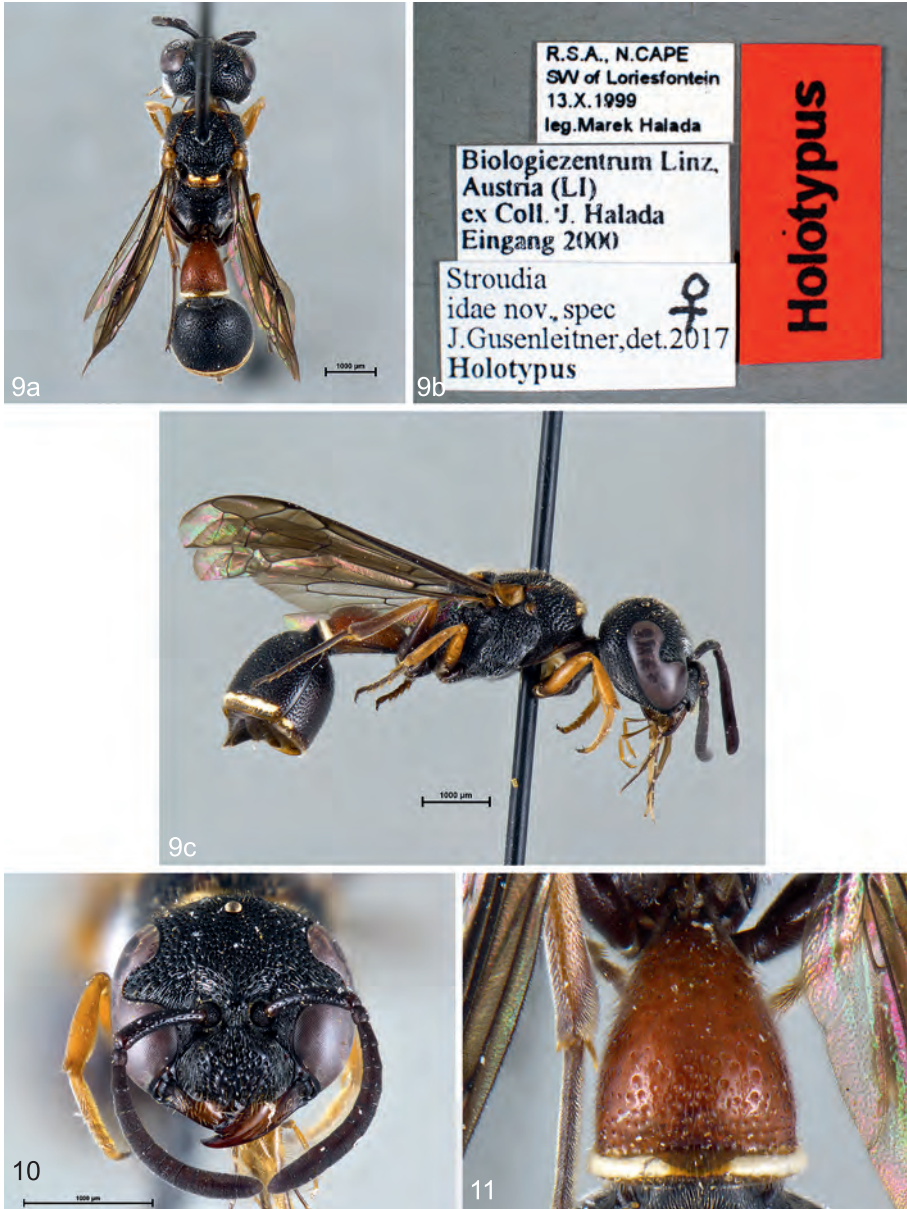 9a
1000 µm
R.S.A., N.CAPE
SW of Loriesfontein
13.X.1999
leg.Marek Halada
Biologiezentrum Linz,
Austria (LI)
ex Coll. J. Halada
Eingang 2000
Stroudia
idae nov., spec ♀
J.Gusenleitner,det.2017
Holotypus
Holotypus
9b
1000 µm
9c
10
1000 µm
11